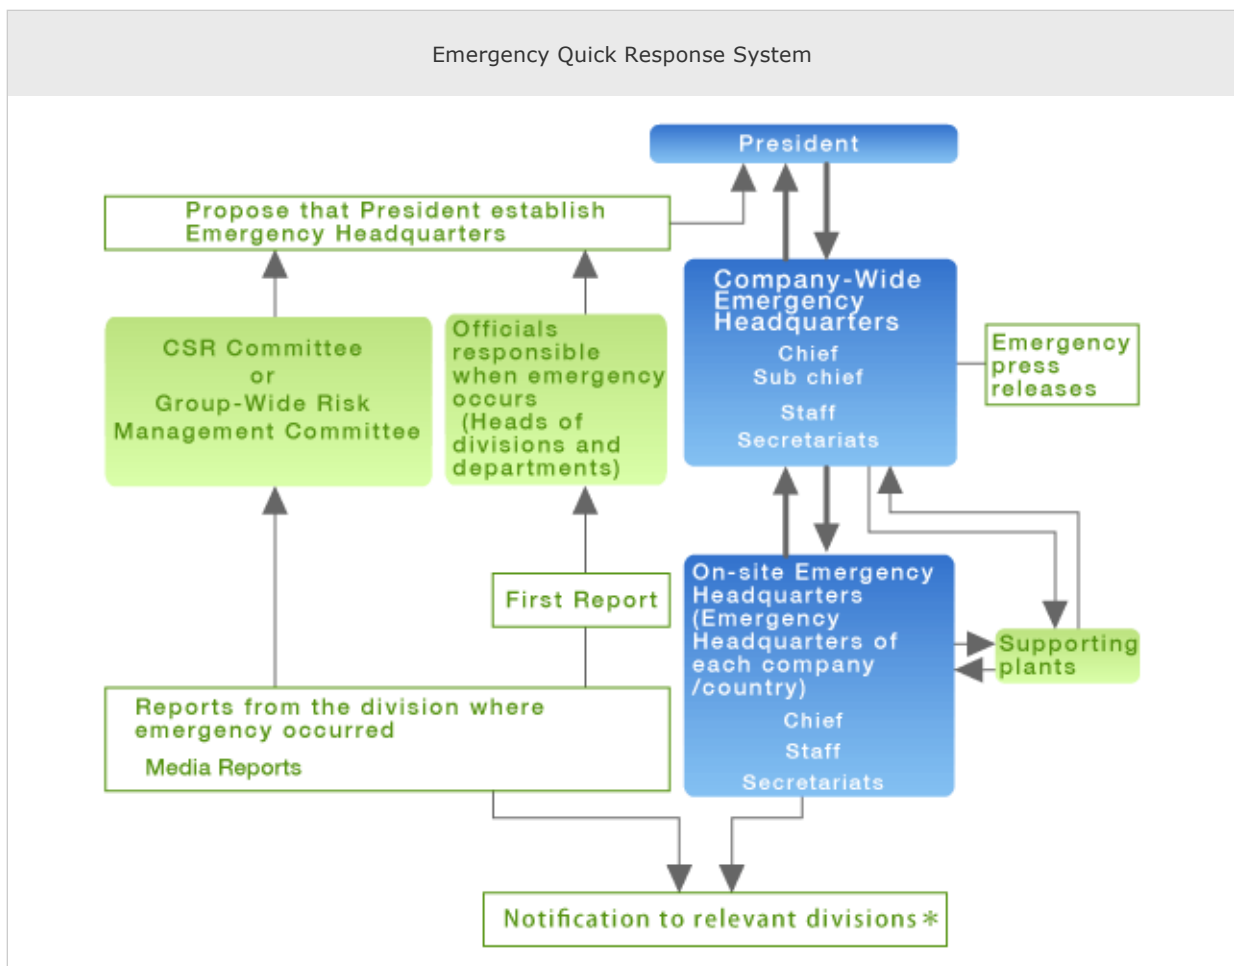 Emergency Quick Response System
President
Propose that President establish
Emergency Headquarters
Company-Wide
Emergency
Headquarters
Chief
Sub chief
Staff
Secretariats
Emergency
press
releases
CSR Committee
or
Group-Wide Risk
Management Committee
Officials
responsible
when emergency
occurs
(Heads of
divisions and
departments)
First Report
On-site Emergency
Headquarters
(Emergency
Headquarters of
each company
/country)
Chief
Staff
Secretariats
Supporting
plants
Reports from the division where
emergency occurred
Media Reports
Notification to relevant divisions＊